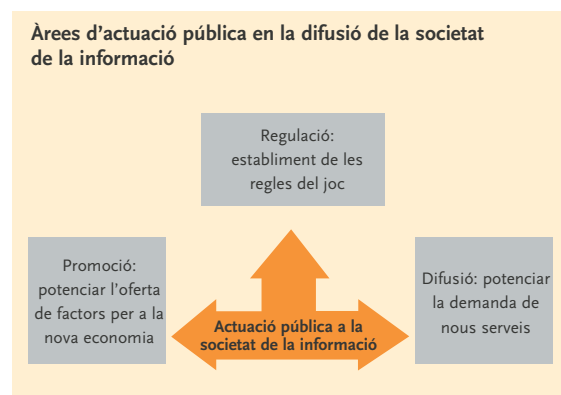 Àrees d’actuació pública en la difusió de la societat
de la informació
Regulació:
establiment de les
regles del joc
Promoció:
potenciar l’oferta
de factors per a la
nova economia
Actuació pública a la
societat de la informació
Difusió: potenciar
la demanda de
nous serveis